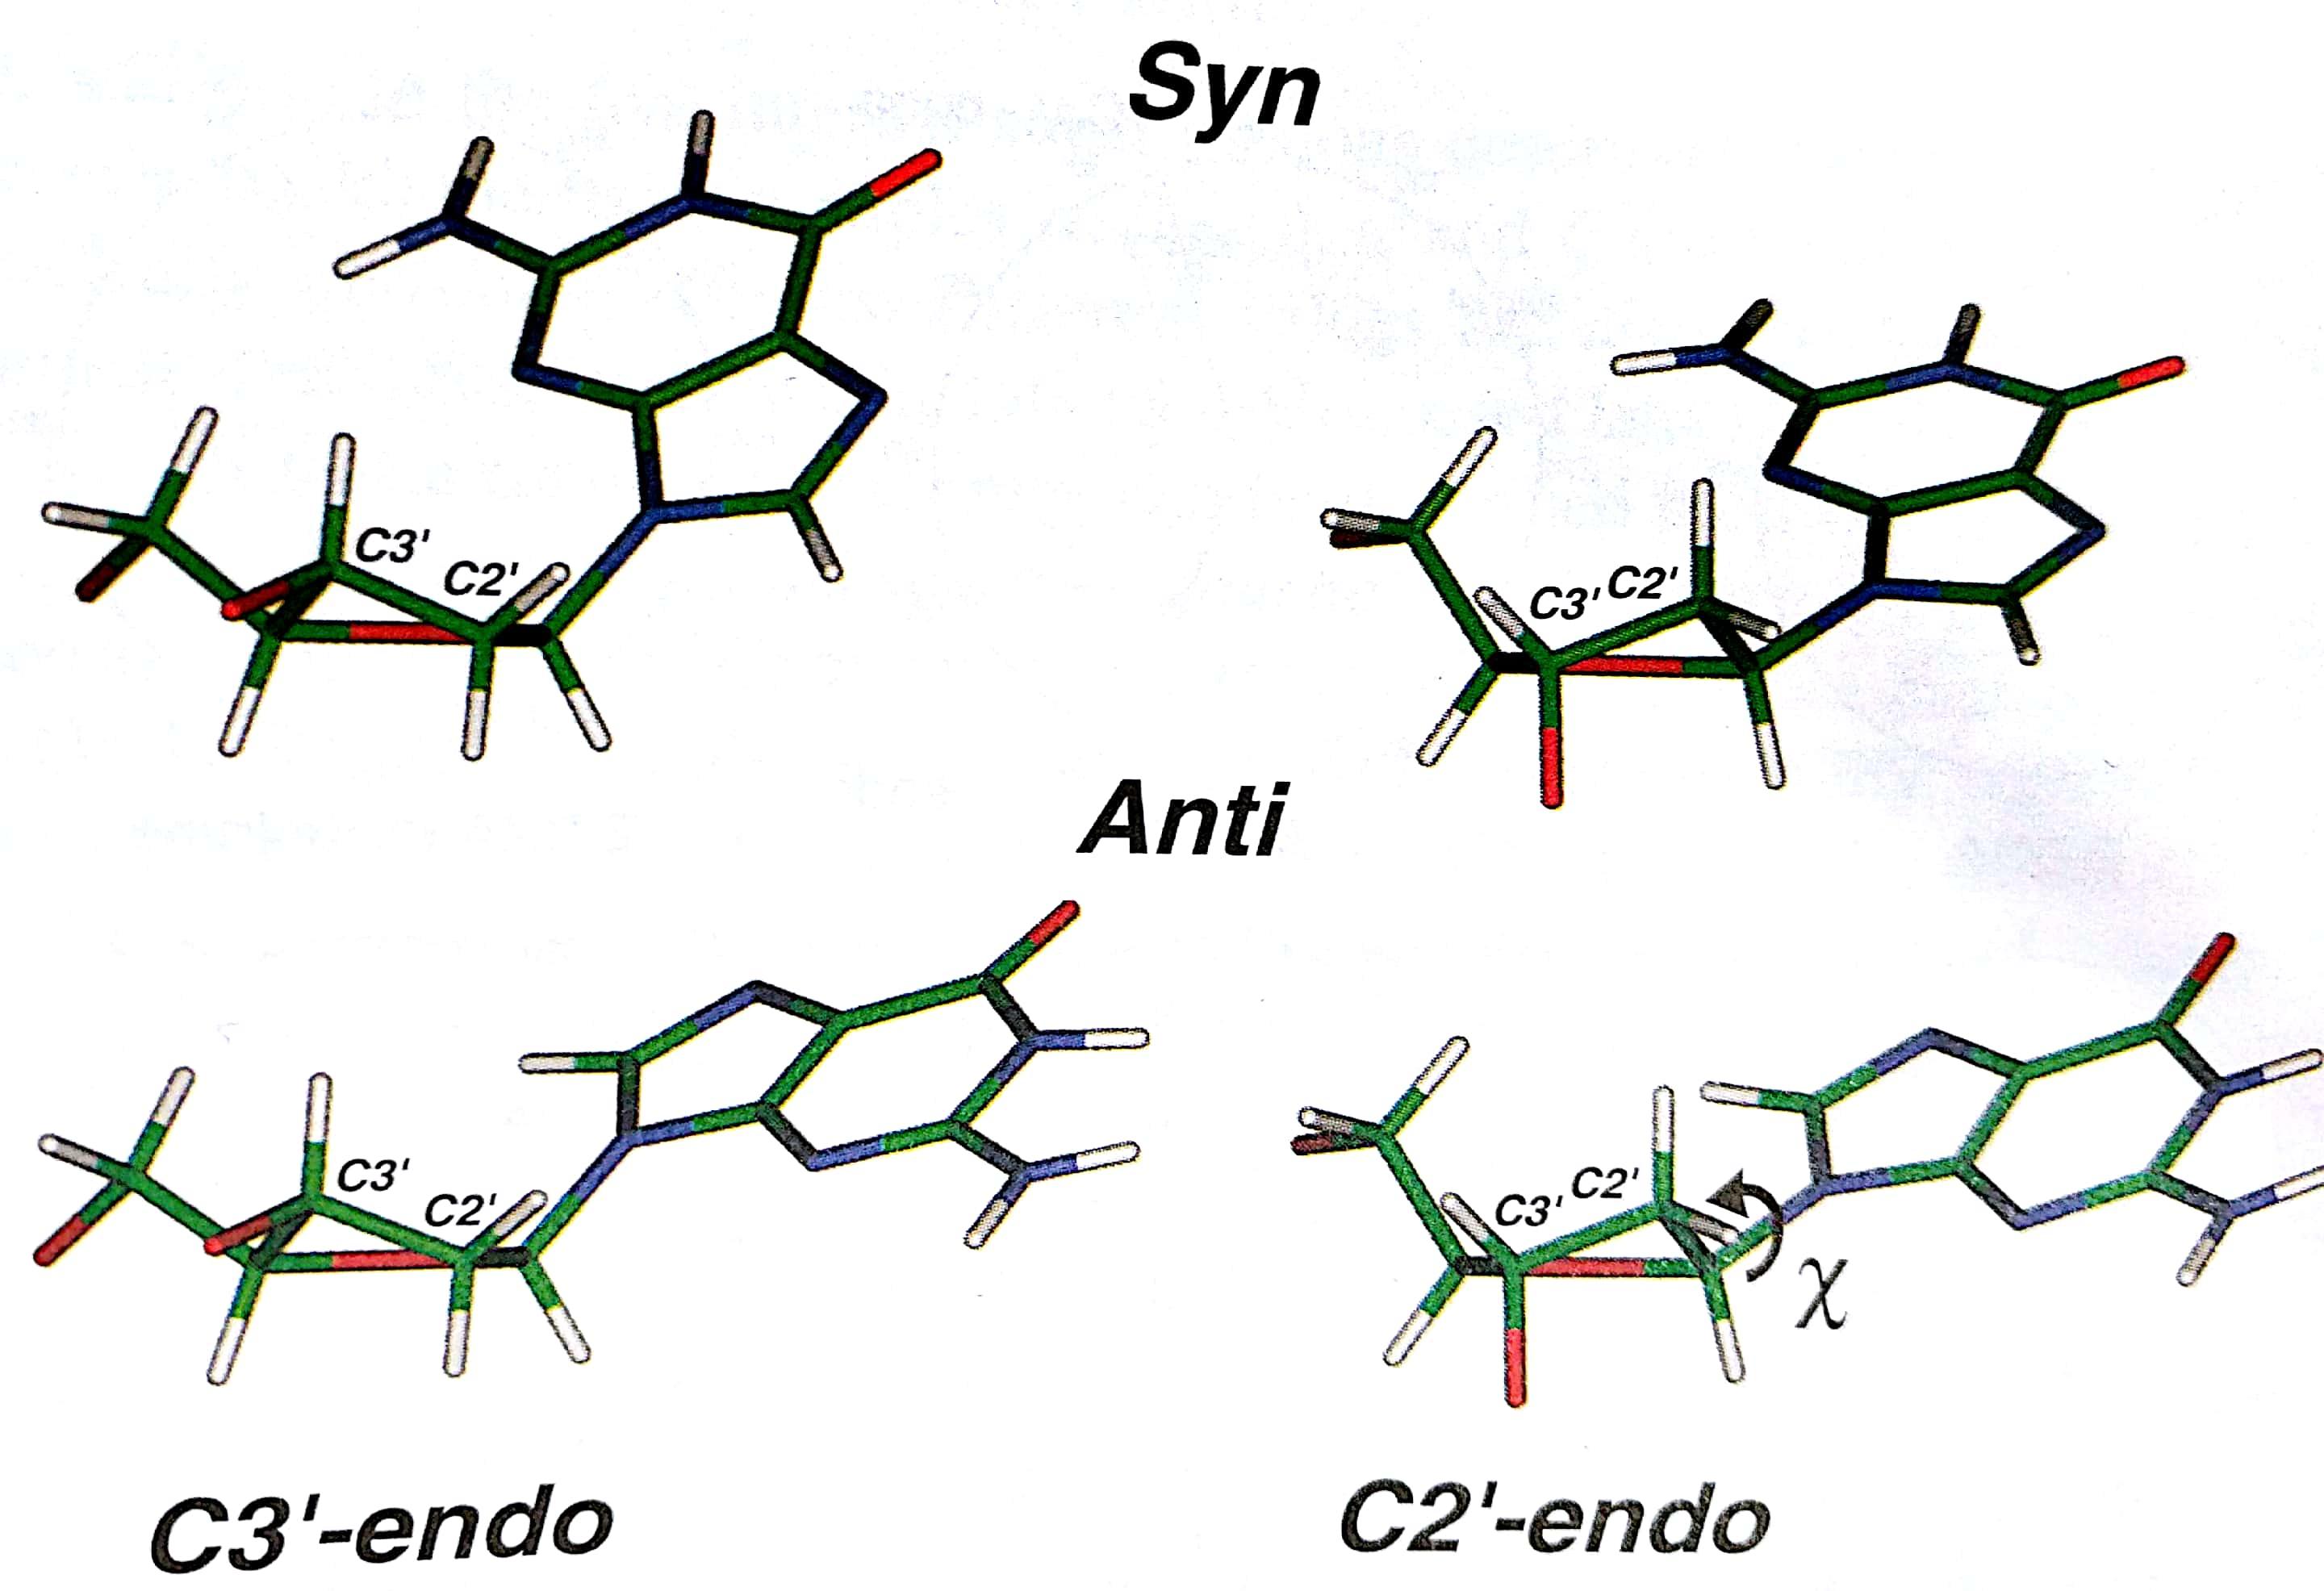 Syn
C3'
C2'
C3'
C2'
Anti
C3'
C2'
C3'
C2'
χ
C3'-endo
C2'-endo